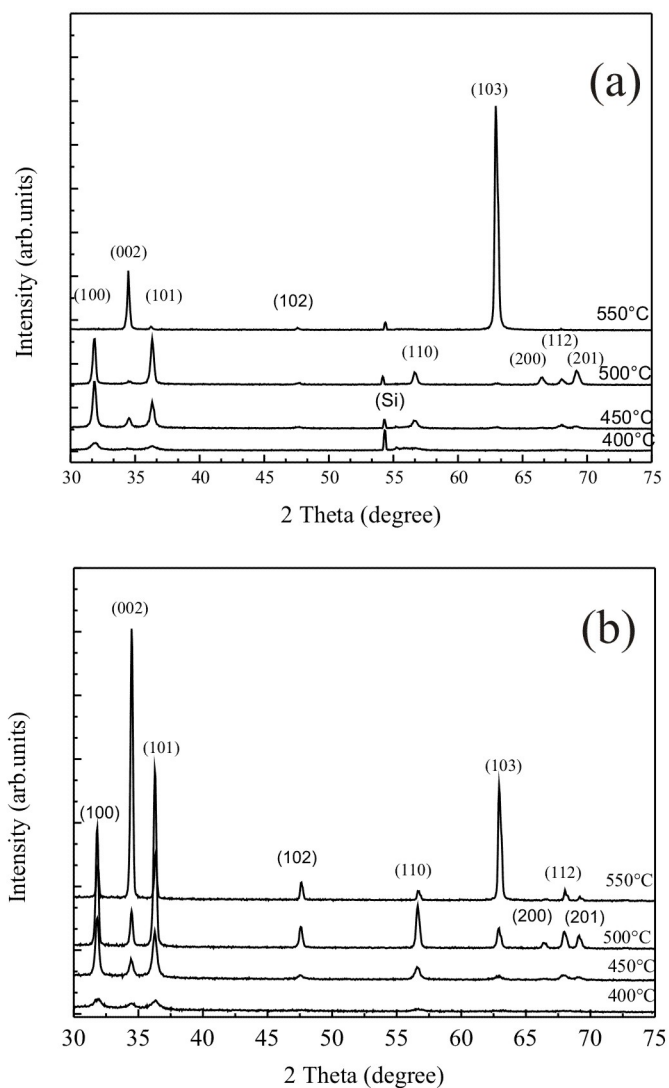 (a)
(103)
(002)
(100)
(101)
(102)
550°C
(112)
(110)
(200)
(201)
500°C
(Si)
450°C
400°C
30 35 40 45 50 55 60 65 70 75
2 Theta (degree)
Intensity (arb.units)
(b)
(002)
(101)
(103)
(100)
(102)
(110)
(112)
550°C
(200)
(201)
500°C
450°C
400°C
30 35 40 45 50 55 60 65 70 75
2 Theta (degree)
Intensity (arb.units)